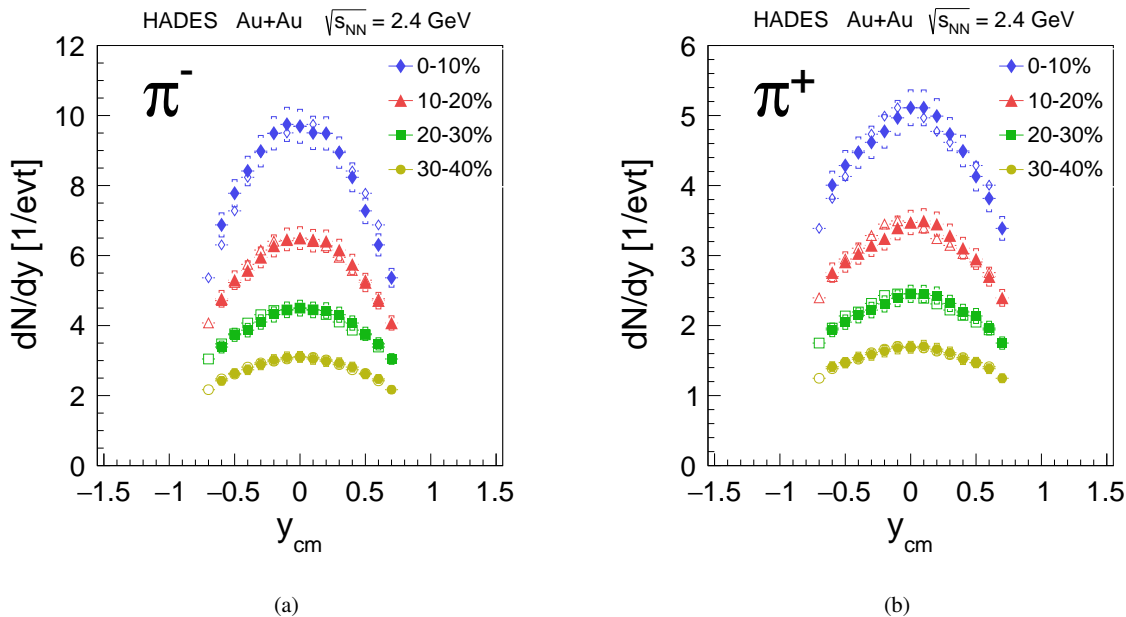 HADES Au+Au √s_NN = 2.4 GeV
π-
0-10%
10-20%
20-30%
30-40%
dN/dy [1/evt]
12
10
8
6
4
2
0
−1.5 −1 −0.5 0 0.5 1 1.5
y_cm
(a)
HADES Au+Au √s_NN = 2.4 GeV
π+
0-10%
10-20%
20-30%
30-40%
dN/dy [1/evt]
6
5
4
3
2
1
0
−1.5 −1 −0.5 0 0.5 1 1.5
y_cm
(b)